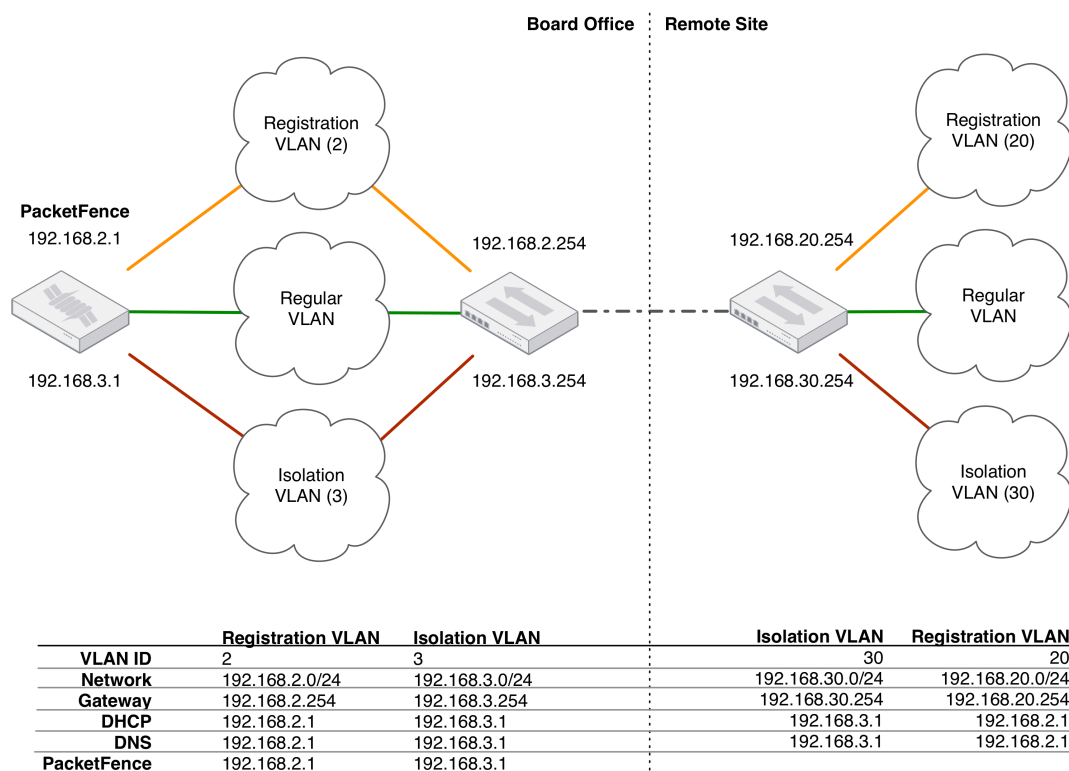 Board Office
Remote Site
Registration
VLAN (2)
Registration
VLAN (20)
PacketFence
192.168.2.1
192.168.2.254
192.168.20.254
Regular
VLAN
Regular
VLAN
192.168.3.1
192.168.3.254
192.168.30.254
Isolation
VLAN (3)
Isolation
VLAN (30)
Registration VLAN Isolation VLAN Isolation VLAN Registration VLAN
VLAN ID 2 3 30 20
Network 192.168.2.0/24 192.168.3.0/24 192.168.30.0/24 192.168.20.0/24
Gateway 192.168.2.254 192.168.3.254 192.168.30.254 192.168.20.254
DHCP 192.168.2.1 192.168.3.1 192.168.3.1 192.168.2.1
DNS 192.168.2.1 192.168.3.1 192.168.3.1 192.168.2.1
PacketFence 192.168.2.1 192.168.3.1